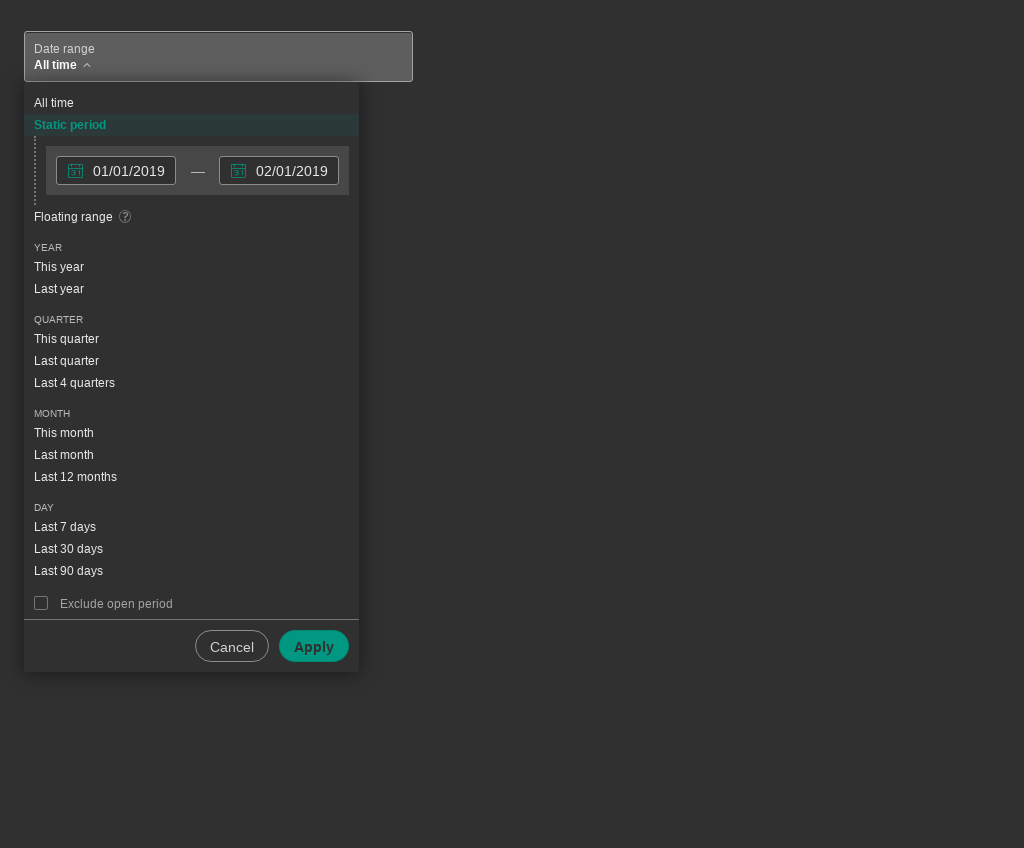 Date range
All time
All time
Static period
01/01/2019 — 02/01/2019
Floating range ?
YEAR
This year
Last year
QUARTER
This quarter
Last quarter
Last 4 quarters
MONTH
This month
Last month
Last 12 months
DAY
Last 7 days
Last 30 days
Last 90 days
Exclude open period
Cancel Apply